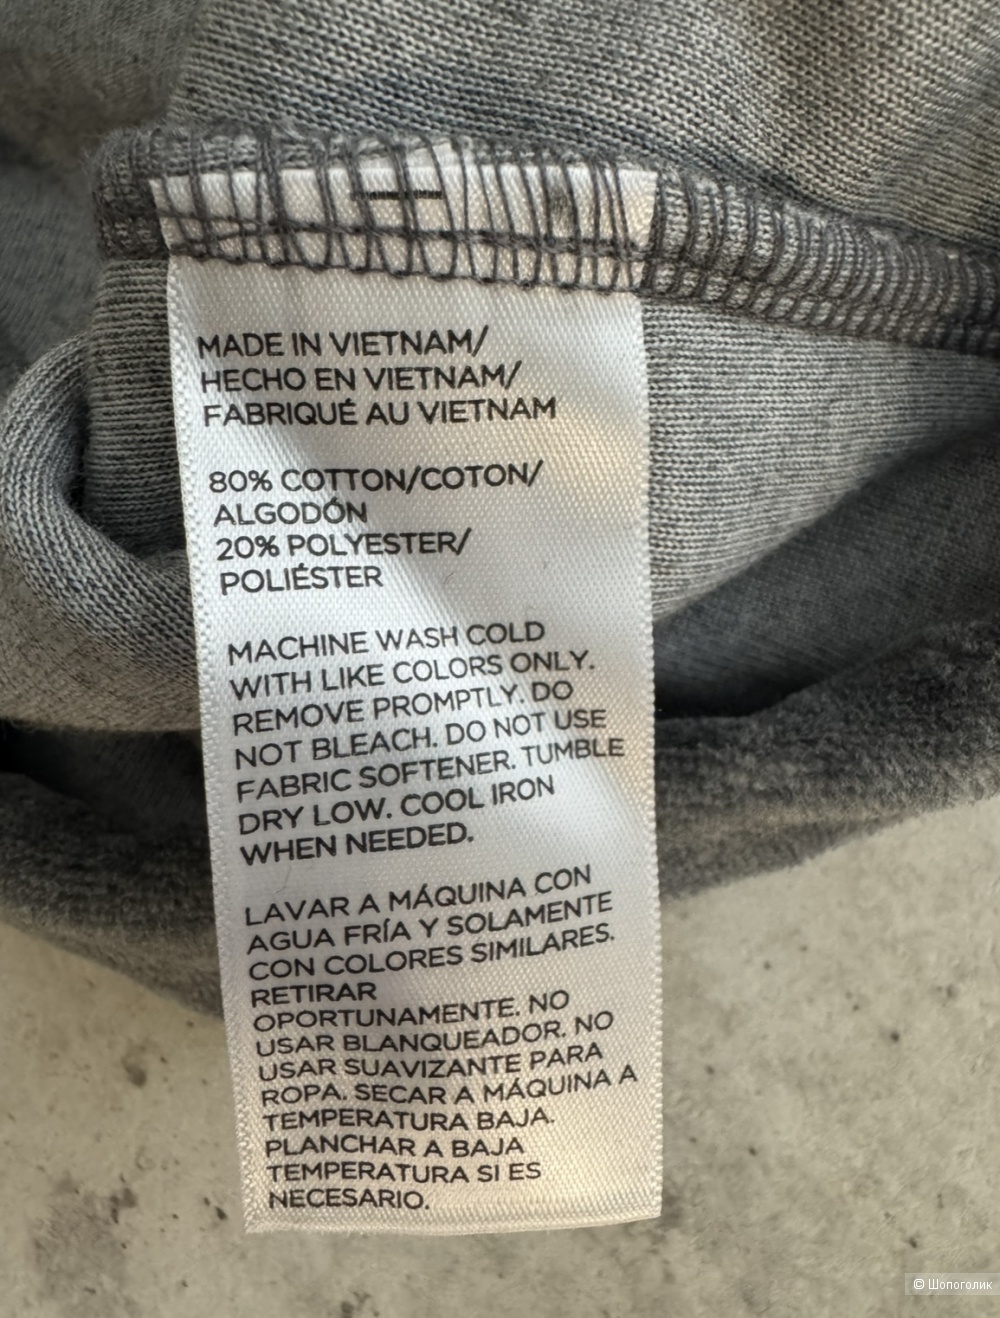 MADE IN VIETNAM/
HECHO EN VIETNAM/
FABRIQUÉ AU VIETNAM
80% COTTON/COTON/
ALGODÓN
20% POLYESTER/
POLIÉSTER
MACHINE WASH COLD
WITH LIKE COLORS ONLY.
REMOVE PROMPTLY. DO
NOT BLEACH. DO NOT USE
FABRIC SOFTENER. TUMBLE
DRY LOW. COOL IRON
WHEN NEEDED.
LAVAR A MÁQUINA CON
AGUA FRÍA Y SOLAMENTE
CON COLORES SIMILARES.
RETIRAR
OPORTUNAMENTE. NO
USAR BLANQUEADOR. NO
USAR SUAVIZANTE PARA
ROPA. SECAR A MÁQUINA A
TEMPERATURA BAJA.
PLANCHAR A BAJA
TEMPERATURA SI ES
NECESARIO.
© Шопоголик